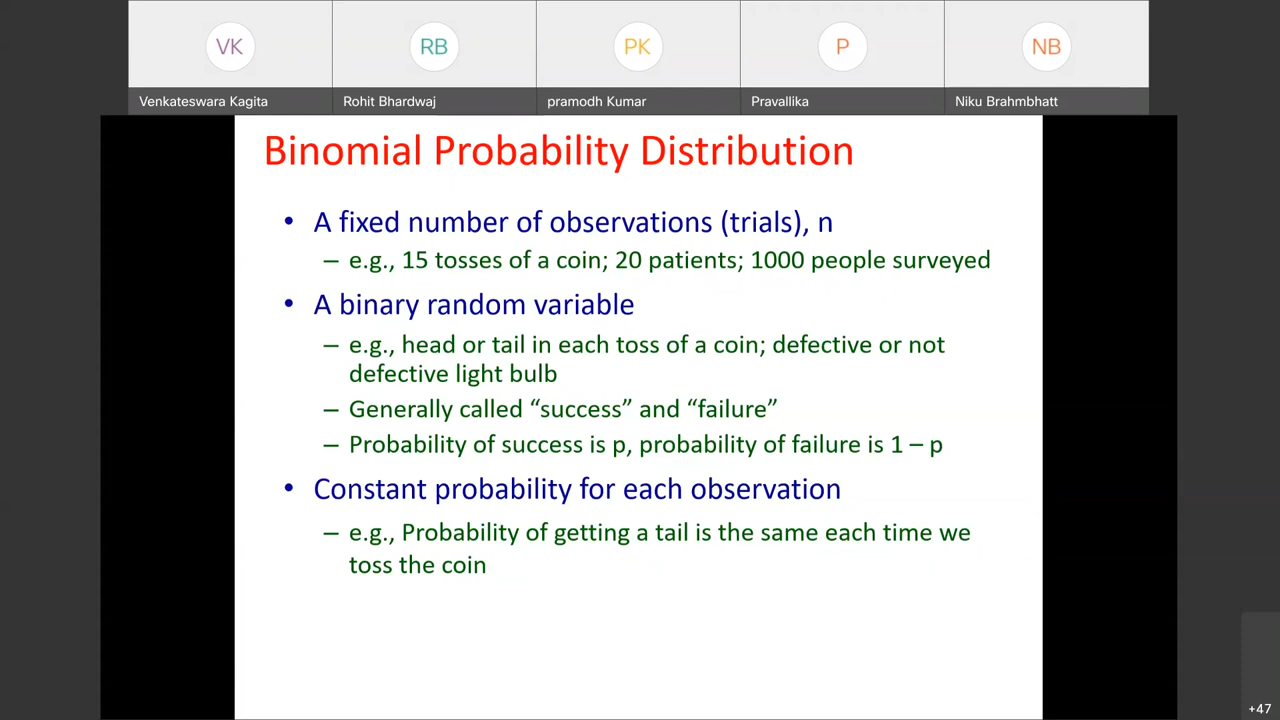 VK
RB
PK
P
NB
Venkateswara Kagita
Rohit Bhardwaj
pramodh Kumar
Pravallika
Niku Brahmbhatt
Binomial Probability Distribution
• A fixed number of observations (trials), n
– e.g., 15 tosses of a coin; 20 patients; 1000 people surveyed
• A binary random variable
– e.g., head or tail in each toss of a coin; defective or not
defective light bulb
– Generally called “success” and “failure”
– Probability of success is p, probability of failure is 1 – p
• Constant probability for each observation
– e.g., Probability of getting a tail is the same each time we
toss the coin
+47